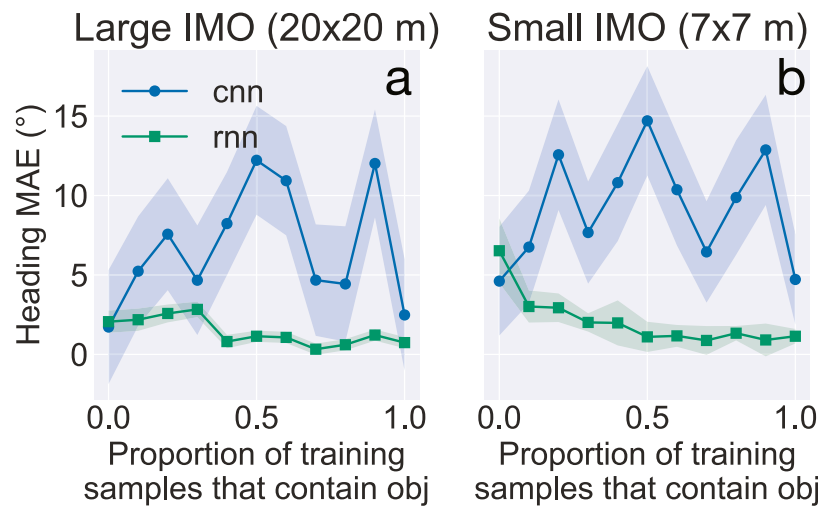 Large IMO (20x20 m)
Small IMO (7x7 m)
a
b
cnn
rnn
Heading MAE (°)
15
10
5
0
0.0
0.5
1.0
0.0
0.5
1.0
Proportion of training
samples that contain obj
Proportion of training
samples that contain obj